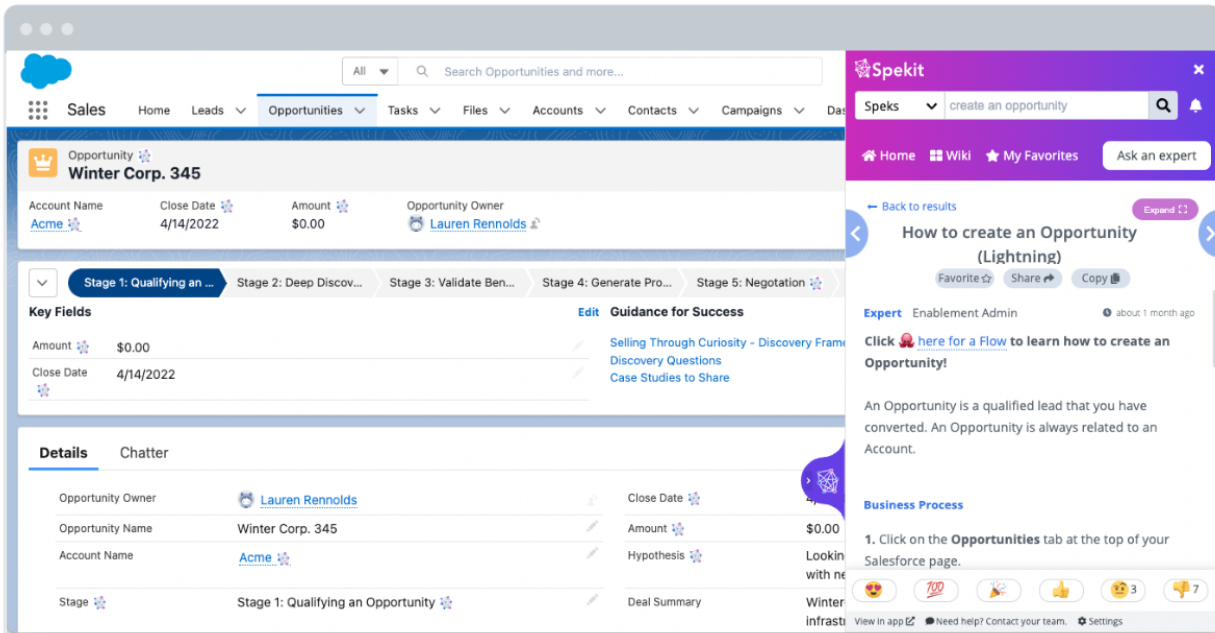 All
Search Opportunities and more...
Sales Home Leads Opportunities Tasks Files Accounts Contacts Campaigns
Opportunity
Winter Corp. 345
Account Name Close Date Amount Opportunity Owner
Acme 4/14/2022 $0.00 Lauren Rennolds
Stage 1: Qualifying an ... Stage 2: Deep Discov... Stage 3: Validate Ben... Stage 4: Generate Pro... Stage 5: Negotation
Key Fields Edit Guidance for Success
Amount $0.00
Close Date 4/14/2022
Selling Through Curiosity - Discovery Frame
Discovery Questions
Case Studies to Share
Details Chatter
Opportunity Owner Lauren Rennolds Close Date
Opportunity Name Winter Corp. 345 Amount $0.00
Account Name Acme Hypothesis Lookin
with ne
Stage Stage 1: Qualifying an Opportunity Deal Summary Winter
infrastr
Spekit
Speks create an opportunity
Home Wiki My Favorites Ask an expert
Back to results
Expand
How to create an Opportunity
(Lightning)
Favorite Share Copy
Expert Enablement Admin about 1 month ago
Click here for a Flow to learn how to create an
Opportunity!
An Opportunity is a qualified lead that you have
converted. An Opportunity is always related to an
Account.
Business Process
1. Click on the Opportunities tab at the top of your
Salesforce page.
100 3 7
View in app Need help? Contact your team. Settings